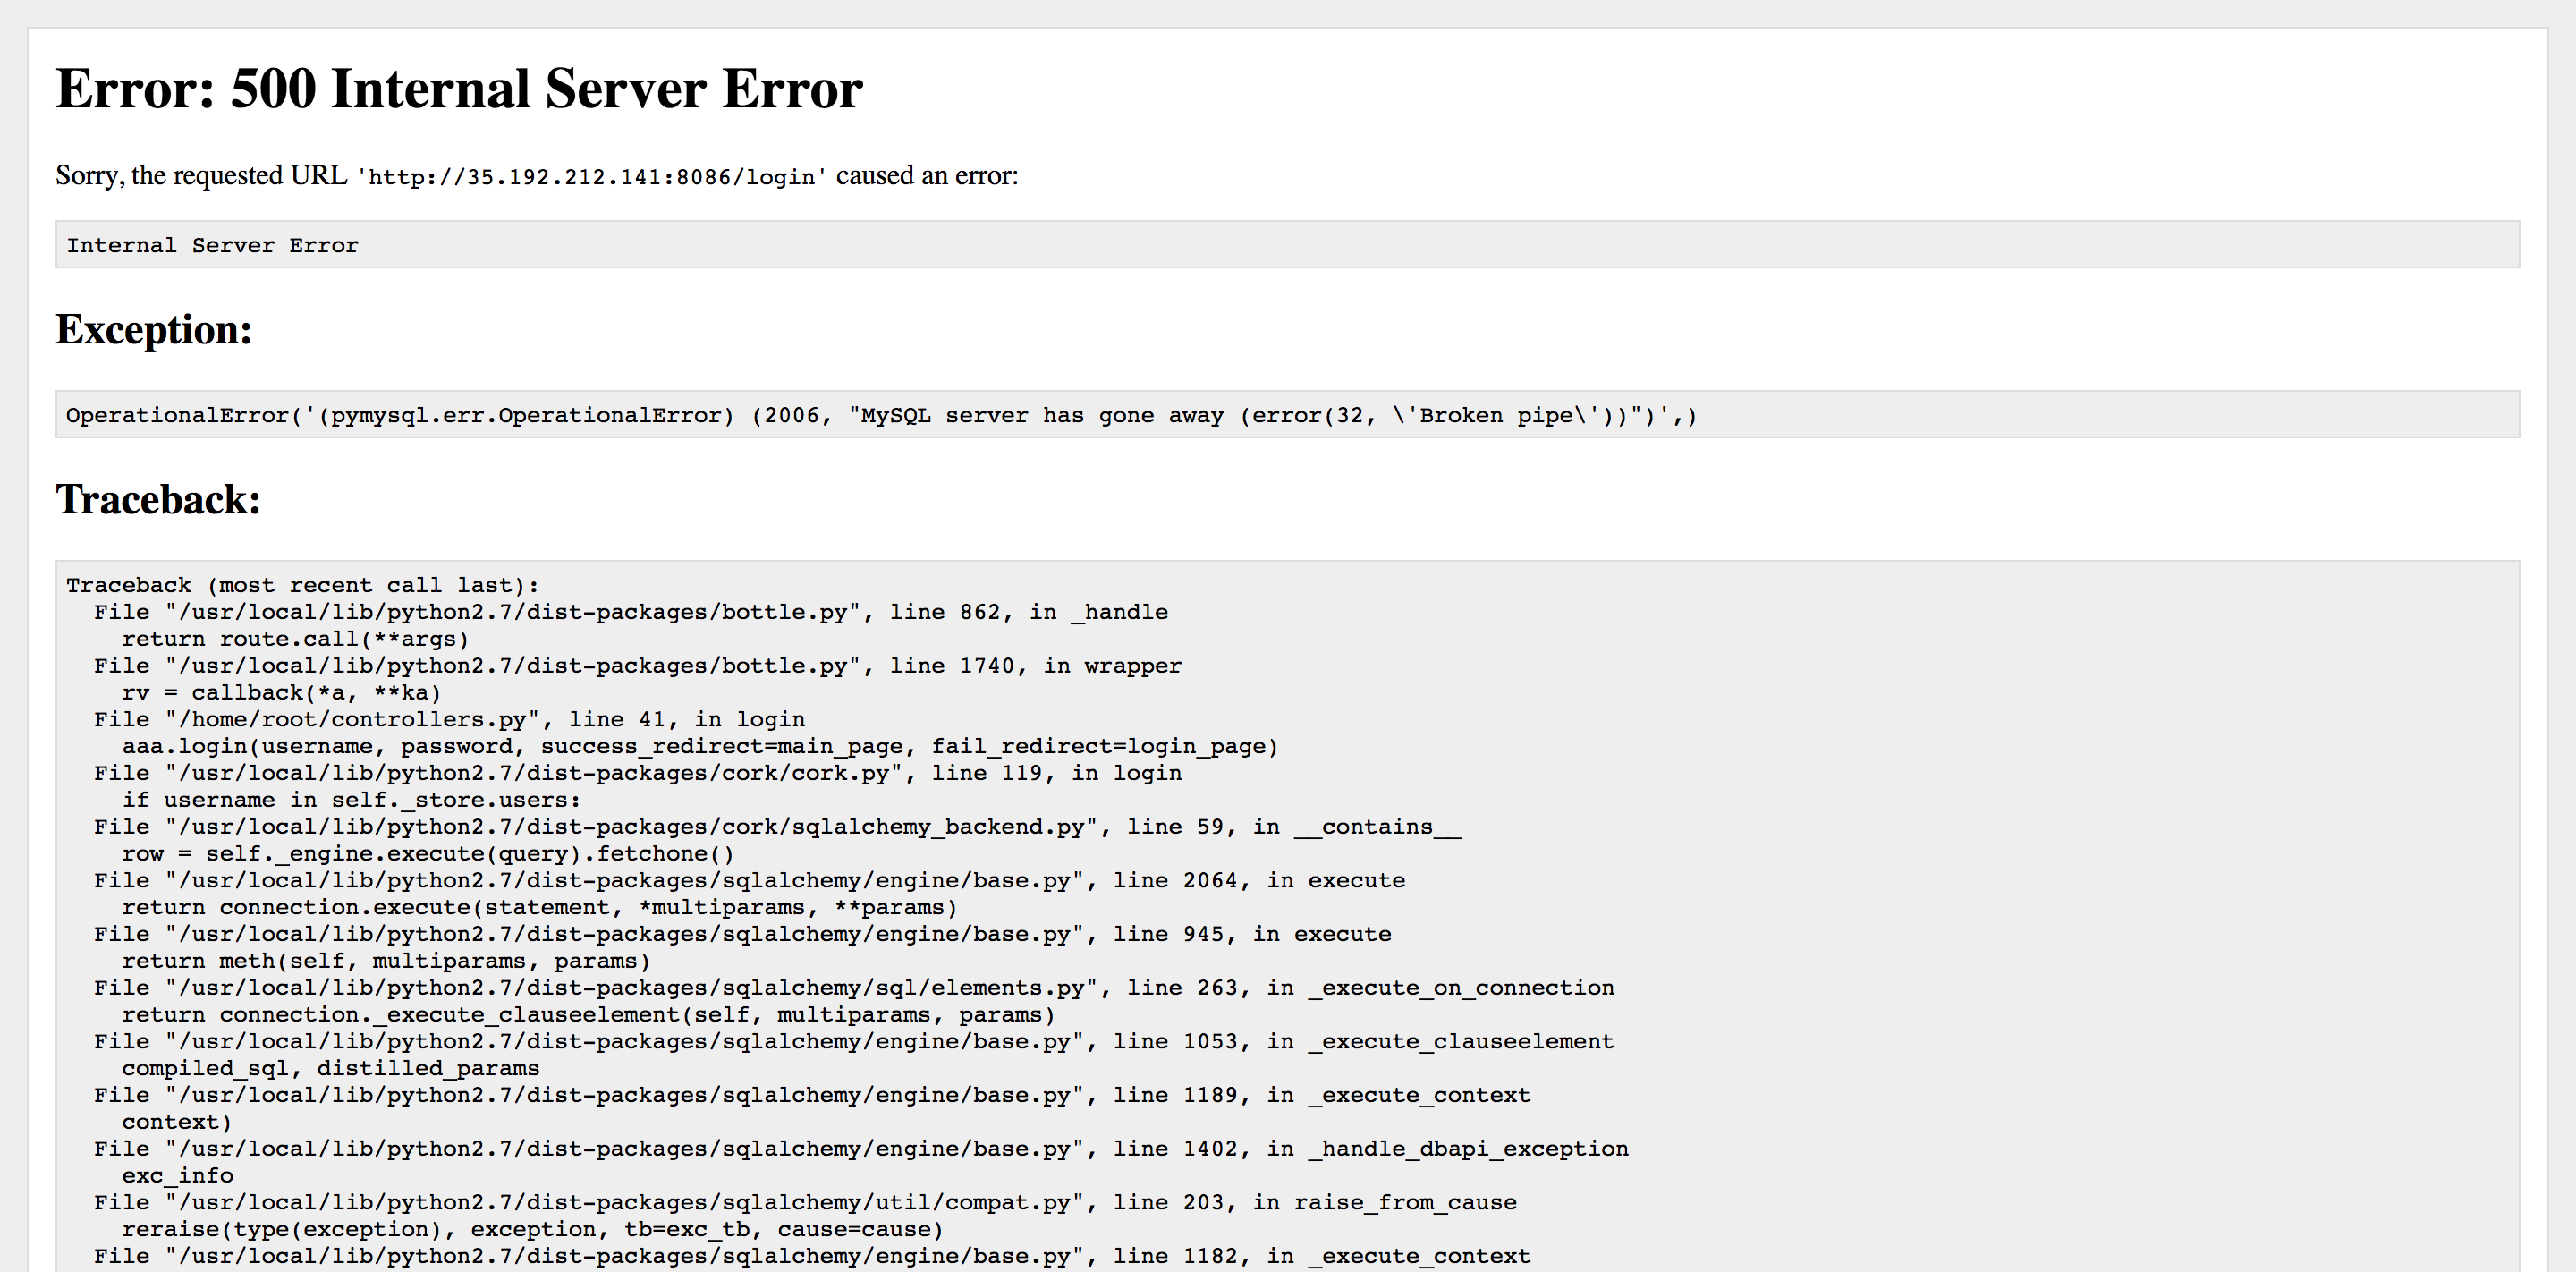 Error: 500 Internal Server Error
Sorry, the requested URL 'http://35.192.212.141:8086/login' caused an error:
Internal Server Error
Exception:
OperationalError('(pymysql.err.OperationalError) (2006, "MySQL server has gone away (error(32, \'Broken pipe\'))")',)
Traceback:
Traceback (most recent call last):
  File "/usr/local/lib/python2.7/dist-packages/bottle.py", line 862, in _handle
    return route.call(**args)
  File "/usr/local/lib/python2.7/dist-packages/bottle.py", line 1740, in wrapper
    rv = callback(*a, **ka)
  File "/home/root/controllers.py", line 41, in login
    aaa.login(username, password, success_redirect=main_page, fail_redirect=login_page)
  File "/usr/local/lib/python2.7/dist-packages/cork/cork.py", line 119, in login
    if username in self._store.users:
  File "/usr/local/lib/python2.7/dist-packages/cork/sqlalchemy_backend.py", line 59, in __contains__
    row = self._engine.execute(query).fetchone()
  File "/usr/local/lib/python2.7/dist-packages/sqlalchemy/engine/base.py", line 2064, in execute
    return connection.execute(statement, *multiparams, **params)
  File "/usr/local/lib/python2.7/dist-packages/sqlalchemy/engine/base.py", line 945, in execute
    return meth(self, multiparams, params)
  File "/usr/local/lib/python2.7/dist-packages/sqlalchemy/sql/elements.py", line 263, in _execute_on_connection
    return connection._execute_clauseelement(self, multiparams, params)
  File "/usr/local/lib/python2.7/dist-packages/sqlalchemy/engine/base.py", line 1053, in _execute_clauseelement
    compiled_sql, distilled_params
  File "/usr/local/lib/python2.7/dist-packages/sqlalchemy/engine/base.py", line 1189, in _execute_context
    context)
  File "/usr/local/lib/python2.7/dist-packages/sqlalchemy/engine/base.py", line 1402, in _handle_dbapi_exception
    exc_info
  File "/usr/local/lib/python2.7/dist-packages/sqlalchemy/util/compat.py", line 203, in raise_from_cause
    reraise(type(exception), exception, tb=exc_tb, cause=cause)
  File "/usr/local/lib/python2.7/dist-packages/sqlalchemy/engine/base.py", line 1182, in _execute_context